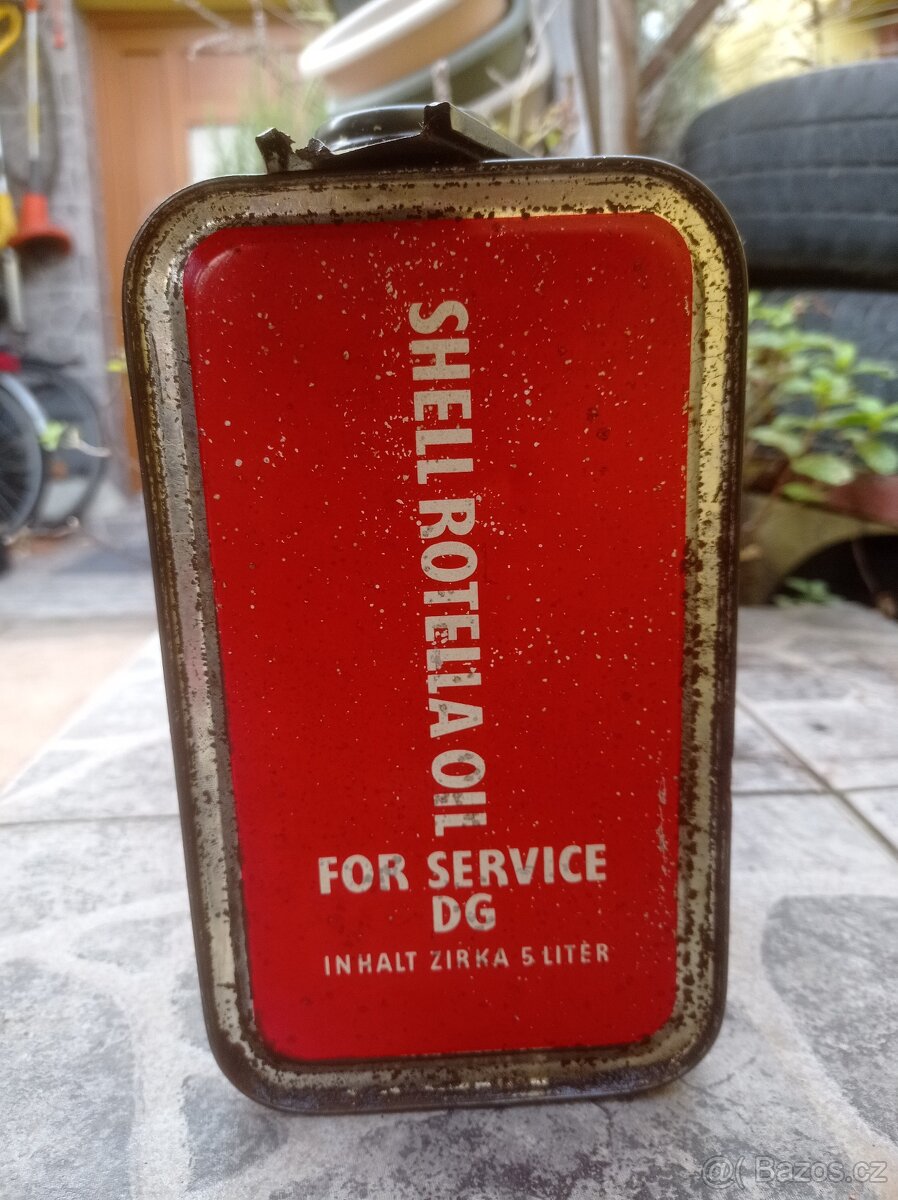 SHELL ROTELLA OIL
FOR SERVICE
DG
INHALT ZIRKA 5 LITER
@( Bazos.cz